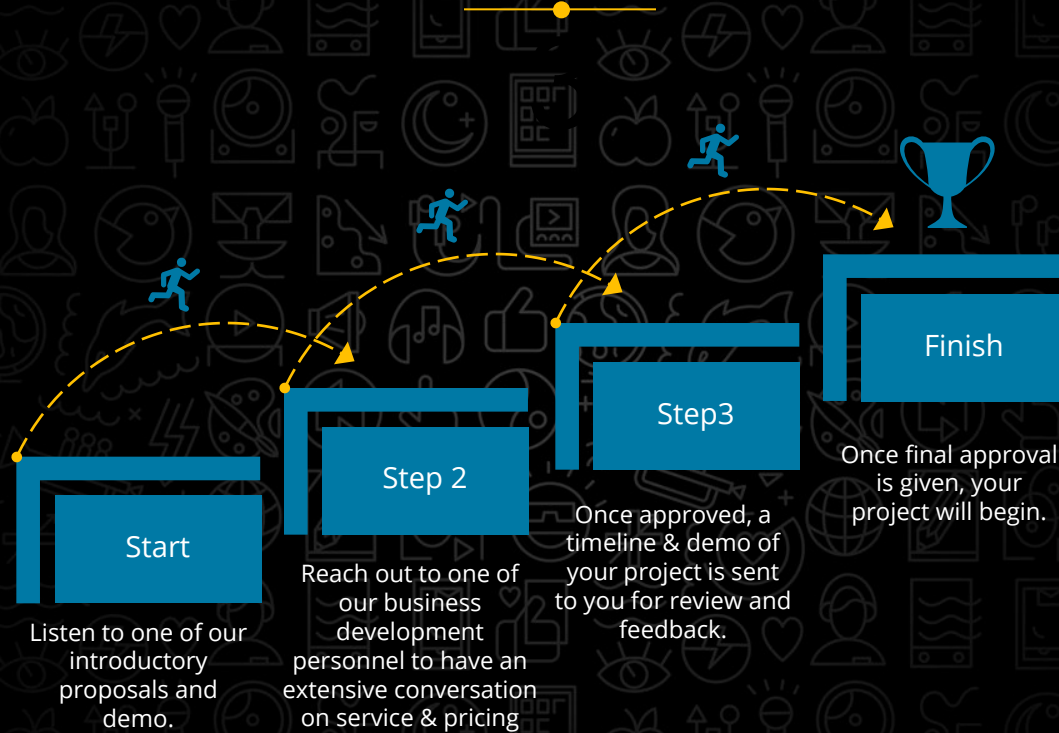 Start
Listen to one of our
introductory
proposals and
demo.
Step 2
Reach out to one of
our business
development
personnel to have an
extensive conversation
on service & pricing
Step3
Once approved, a
timeline & demo of
your project is sent
to you for review and
feedback.
Finish
Once final approval
is given, your
project will begin.